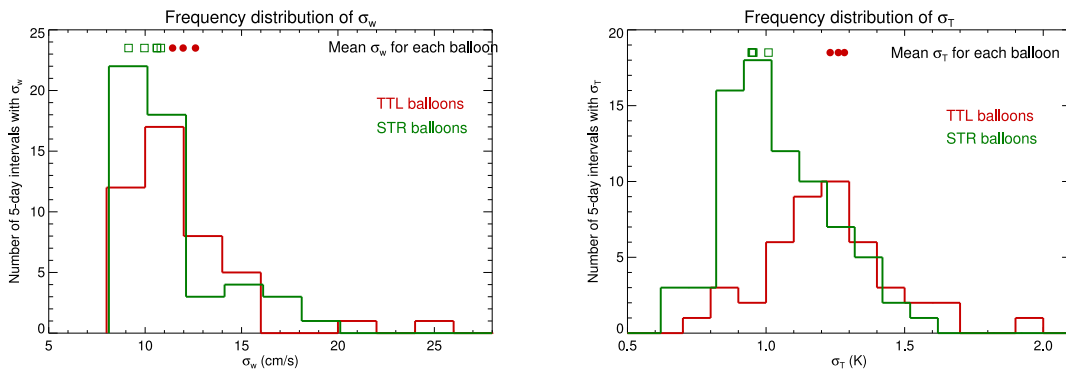 Frequency distribution of σw
Mean σw for each balloon
TTL balloons
STR balloons
Number of 5-day intervals with σw
25
20
15
10
5
0
5 10 15 20 25
σw (cm/s)
Frequency distribution of σT
Mean σT for each balloon
TTL balloons
STR balloons
Number of 5-day intervals with σT
20
15
10
5
0
0.5 1.0 1.5 2.0
σT (K)